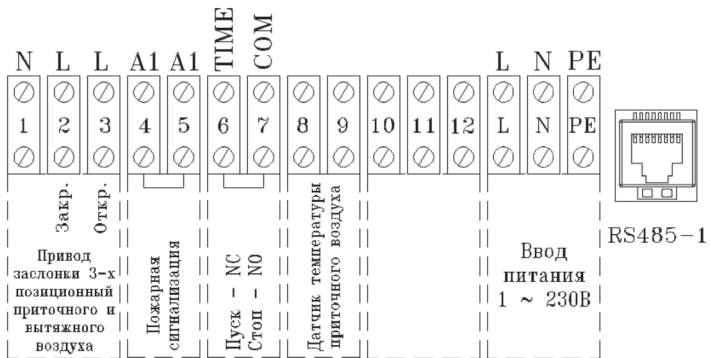 N L L A1 A1 TIME COM L N PE
1 2 3 4 5 6 7 8 9 10 11 12 L N PE
Закр.
Откр.
Привод
заслонки 3-х
позиционный
приточного и
вытяжного
воздуха
Пожарная
сигнализация
Пуск - NC
Стоп - NO
Датчик температуры
приточного воздуха
Ввод
питания
1 ~ 230В
RS485-1